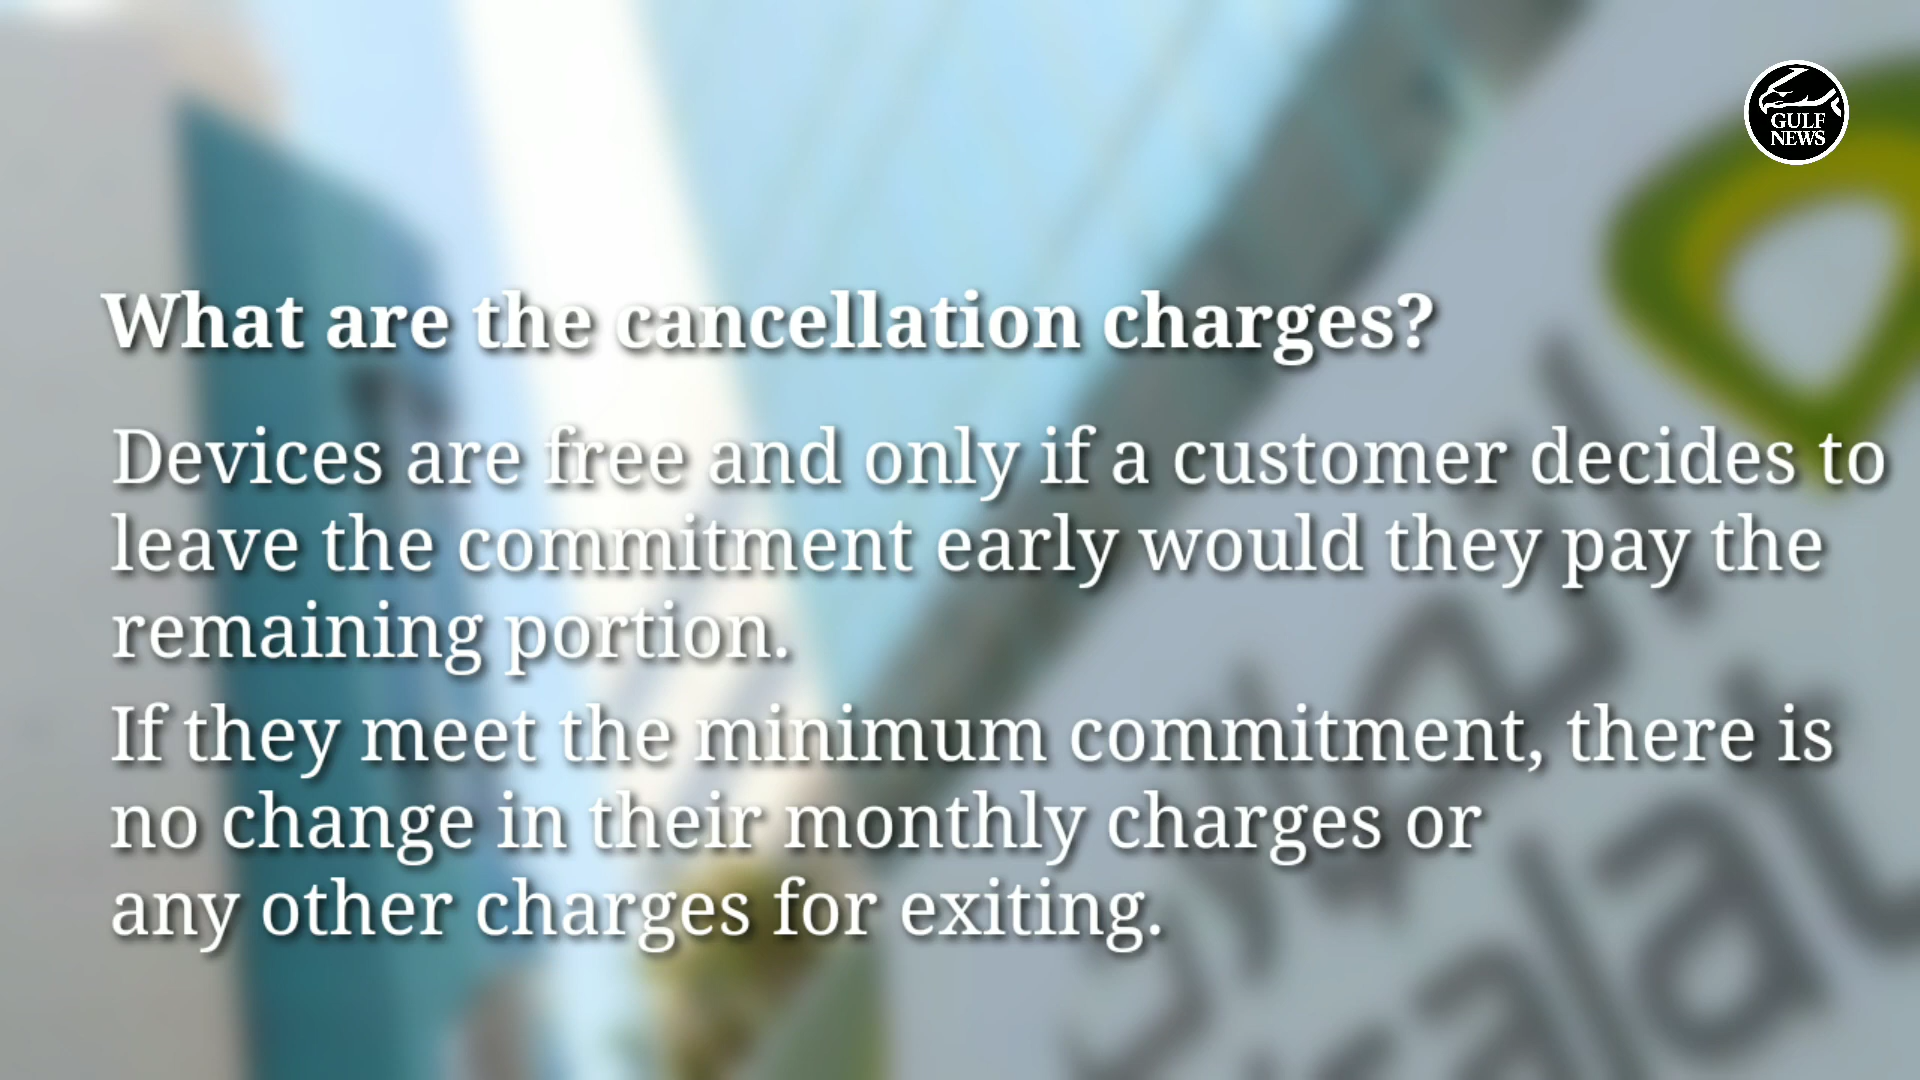 GULF
NEWS
What are the cancellation charges?
Devices are free and only if a customer decides to
leave the commitment early would they pay the
remaining portion.
If they meet the minimum commitment, there is
no change in their monthly charges or
any other charges for exiting.